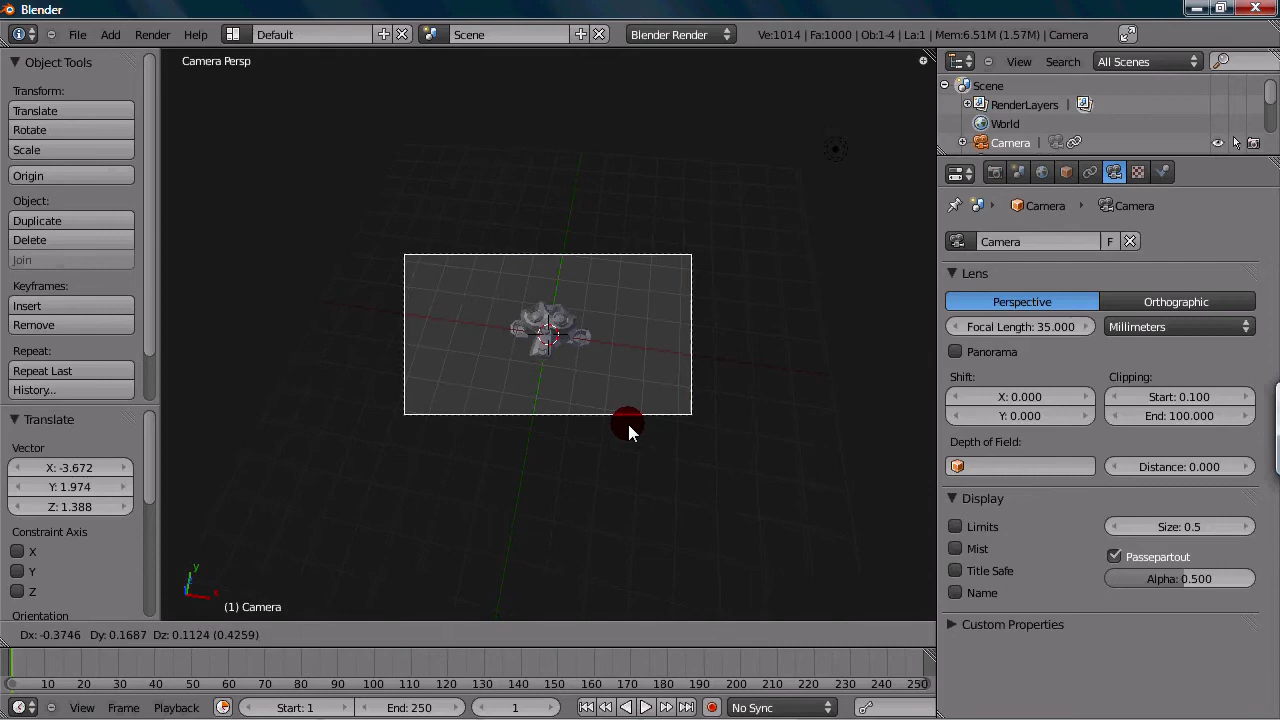 Blender
File Add Render Help Default Scene Blender Render Ve:1014 | Fa:1000 | Ob:1-4 | La:1 | Mem:6.51M (1.57M) | Camera
Object Tools
Transform:
Translate
Rotate
Scale
Origin
Object:
Duplicate
Delete
Join
Keyframes:
Insert
Remove
Repeat:
Repeat Last
History...
Translate
Vector
X: -3.672
Y: 1.974
Z: 1.388
Constraint Axis
X
Y
Z
Orientation
Camera Persp
y
x
(1) Camera
Dx: -0.3746 Dy: 0.1687 Dz: 0.1124 (0.4259)
View Search All Scenes
Scene
RenderLayers
World
Camera
Camera Camera
Camera F
Lens
Perspective Orthographic
Focal Length: 35.000 Millimeters
Panorama
Shift: Clipping:
X: 0.000 Start: 0.100
Y: 0.000 End: 100.000
Depth of Field:
Distance: 0.000
Display
Limits Size: 0.5
Mist Passepartout
Title Safe Alpha: 0.500
Name
Custom Properties
10 20 30 40 50 60 70 80 90 100 110 120 130 140 150 160 170 180 190 200 210 220 230 240 250
View Frame Playback Start: 1 End: 250 1 No Sync